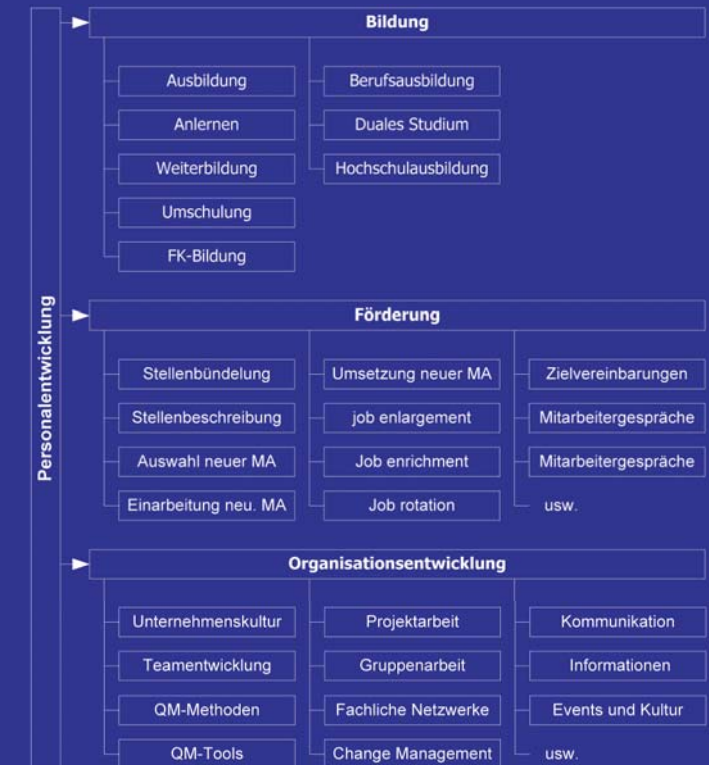 Personalentwicklung
Bildung
Ausbildung
Anlernen
Weiterbildung
Umschulung
FK-Bildung
Berufsausbildung
Duales Studium
Hochschulausbildung
Förderung
Stellenbündelung
Stellenbeschreibung
Auswahl neuer MA
Einarbeitung neu. MA
Umsetzung neuer MA
job enlargement
Job enrichment
Job rotation
Zielvereinbarungen
Mitarbeitergespräche
Mitarbeitergespräche
usw.
Organisationsentwicklung
Unternehmenskultur
Teamentwicklung
QM-Methoden
QM-Tools
Projektarbeit
Gruppenarbeit
Fachliche Netzwerke
Change Management
Kommunikation
Informationen
Events und Kultur
usw.